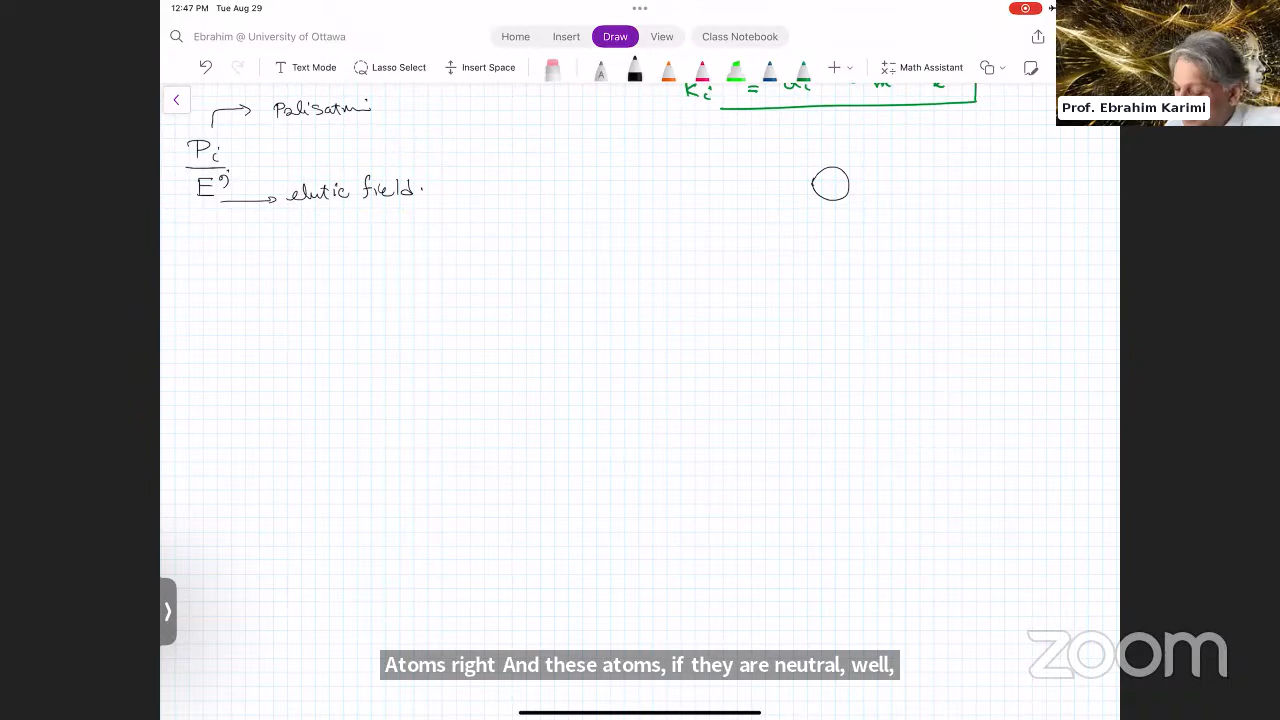 12:47 PM Tue Aug 29
Ebrahim @ University of Ottawa
Home Insert Draw View Class Notebook
Text Mode Lasso Select Insert Space Math Assistant
Prof. Ebrahim Karimi
Pi
E
field.
Atoms right And these atoms, if they are neutral, well,
zoom